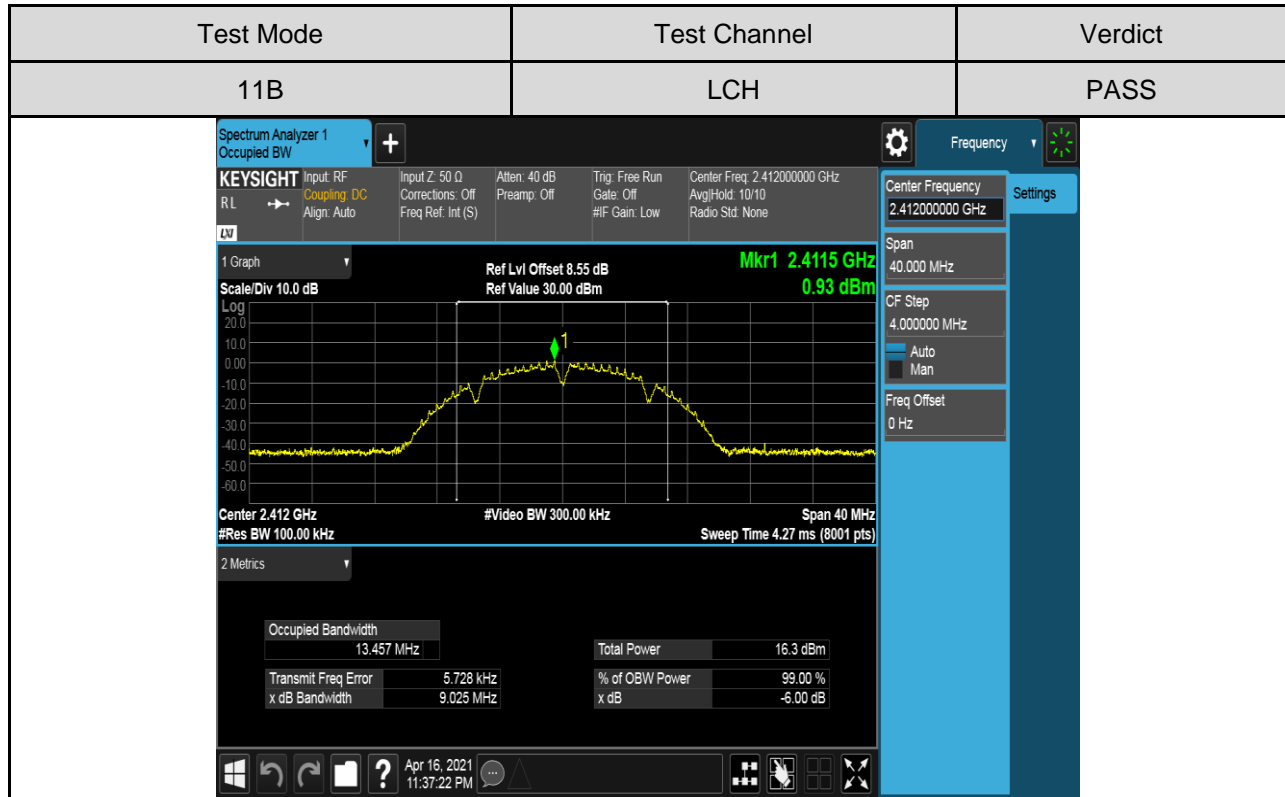 Test Mode Test Channel Verdict
11B LCH PASS
Spectrum Analyzer 1
Occupied BW
+
Frequency
KEYSIGHT Input: RF Input Z: 50 Ω Atten: 40 dB Trig: Free Run Center Freq: 2.412000000 GHz
RL Coupling: DC Corrections: Off Preamp: Off Gate: Off Avg|Hold: 10/10
Align: Auto Freq Ref: Int (S) #IF Gain: Low Radio Std: None
LXI
Center Frequency
2.412000000 GHz
Settings
Span
40.000 MHz
CF Step
4.000000 MHz
Auto
Man
Freq Offset
0 Hz
1 Graph
Ref Lvl Offset 8.55 dB
Mkr1 2.4115 GHz
Scale/Div 10.0 dB
Ref Value 30.00 dBm
0.93 dBm
Log
20.0
10.0
0.00
-10.0
-20.0
-30.0
-40.0
-50.0
-60.0
1
Center 2.412 GHz #Video BW 300.00 kHz Span 40 MHz
#Res BW 100.00 kHz Sweep Time 4.27 ms (8001 pts)
2 Metrics
Occupied Bandwidth
13.457 MHz
Total Power 16.3 dBm
Transmit Freq Error 5.728 kHz % of OBW Power 99.00 %
x dB Bandwidth 9.025 MHz x dB -6.00 dB
?
Apr 16, 2021
11:37:22 PM